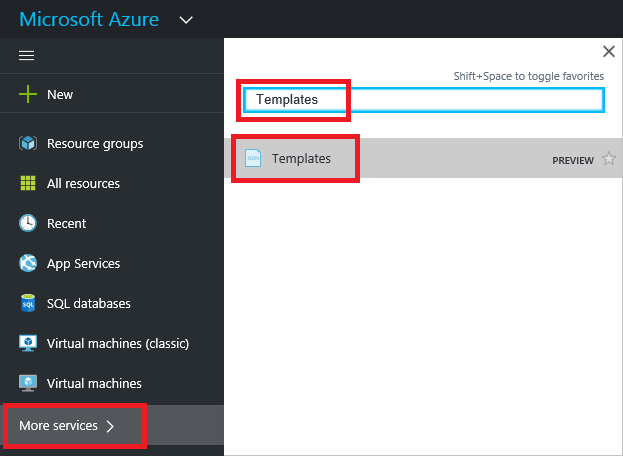 Microsoft Azure
New
Resource groups
All resources
Recent
App Services
SQL databases
Virtual machines (classic)
Virtual machines
More services
Shift+Space to toggle favorites
Templates
Templates
PREVIEW